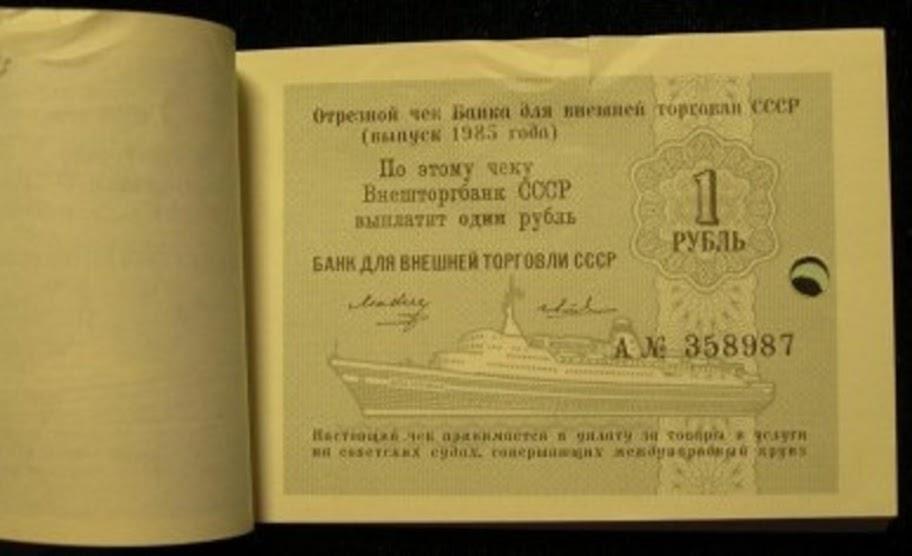 Отрезной чек Банка для внешней торговли СССР
(выпуск 1985 года)
По этому чеку
Внешторгбанк СССР
выплатит один рубль
1
РУБЛЬ
БАНК ДЛЯ ВНЕШНЕЙ ТОРГОВЛИ СССР
А № 358987
Настоящий чек принимается в уплату за товары и услуги
на советских судах, совершающих международный круиз